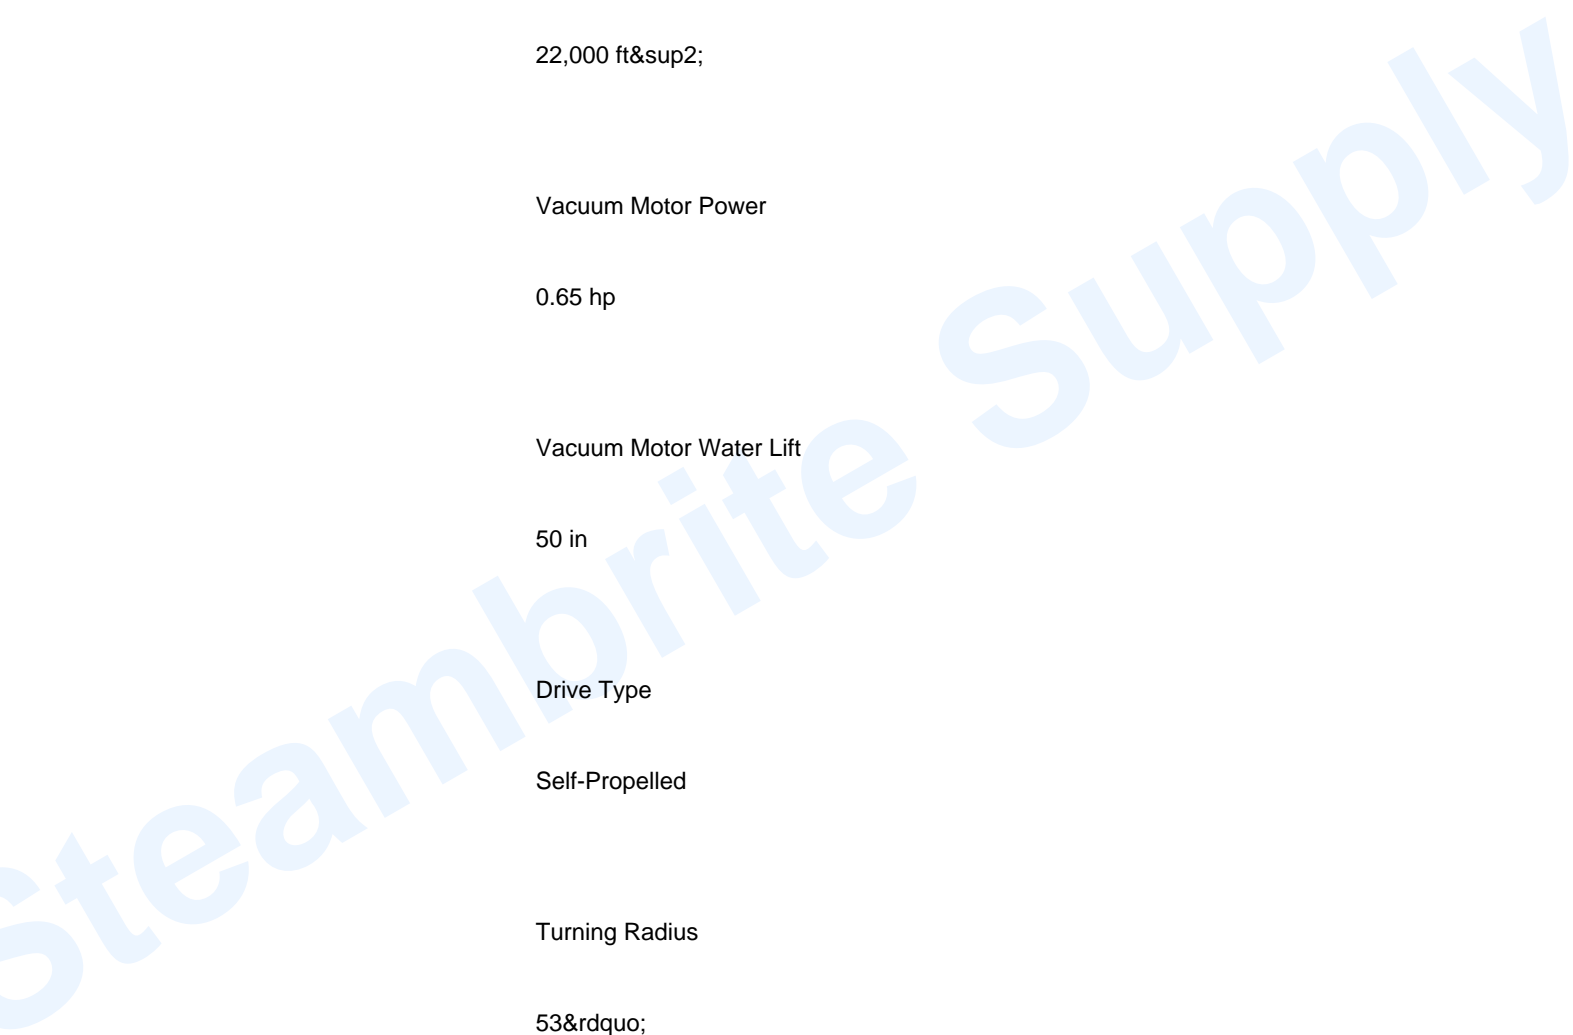 22,000 ft&sup2;
Vacuum Motor Power
0.65 hp
Vacuum Motor Water Lift
50 in
Drive Type
Self-Propelled
Turning Radius
53&rdquo;
Steambrite Supply